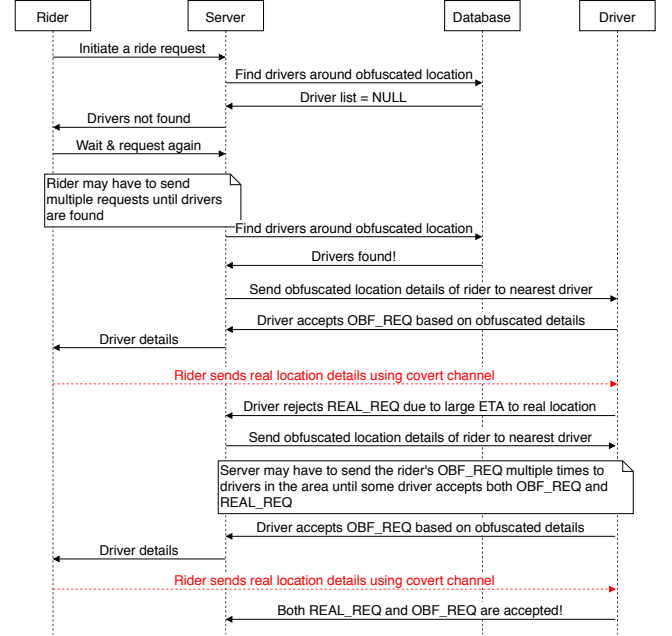 Rider
Server
Database
Driver
Initiate a ride request
Find drivers around obfuscated location
Driver list = NULL
Drivers not found
Wait & request again
Rider may have to send
multiple requests until drivers
are found
Find drivers around obfuscated location
Drivers found!
Send obfuscated location details of rider to nearest driver
Driver accepts OBF_REQ based on obfuscated details
Driver details
Rider sends real location details using covert channel
Driver rejects REAL_REQ due to large ETA to real location
Send obfuscated location details of rider to nearest driver
Server may have to send the rider's OBF_REQ multiple times to
drivers in the area until some driver accepts both OBF_REQ and
REAL_REQ
Driver accepts OBF_REQ based on obfuscated details
Driver details
Rider sends real location details using covert channel
Both REAL_REQ and OBF_REQ are accepted!